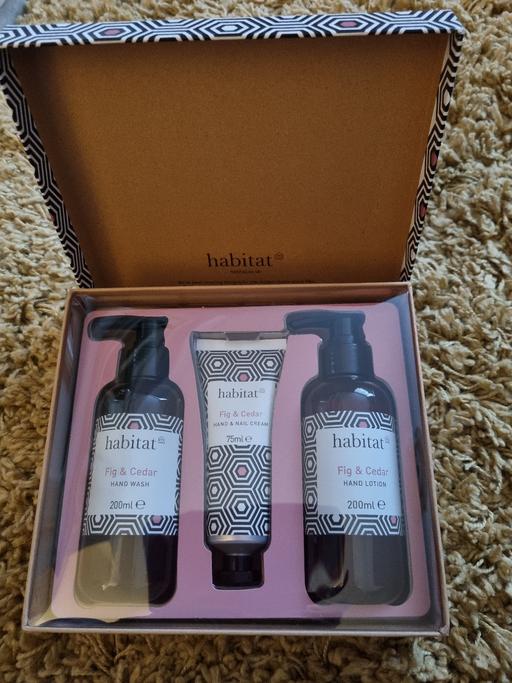 habitat
habitat
Fig & Cedar
HAND WASH
200ml e
habitat
Fig & Cedar
HAND & NAIL CREAM
75ml e
habitat
Fig & Cedar
HAND LOTION
200ml e